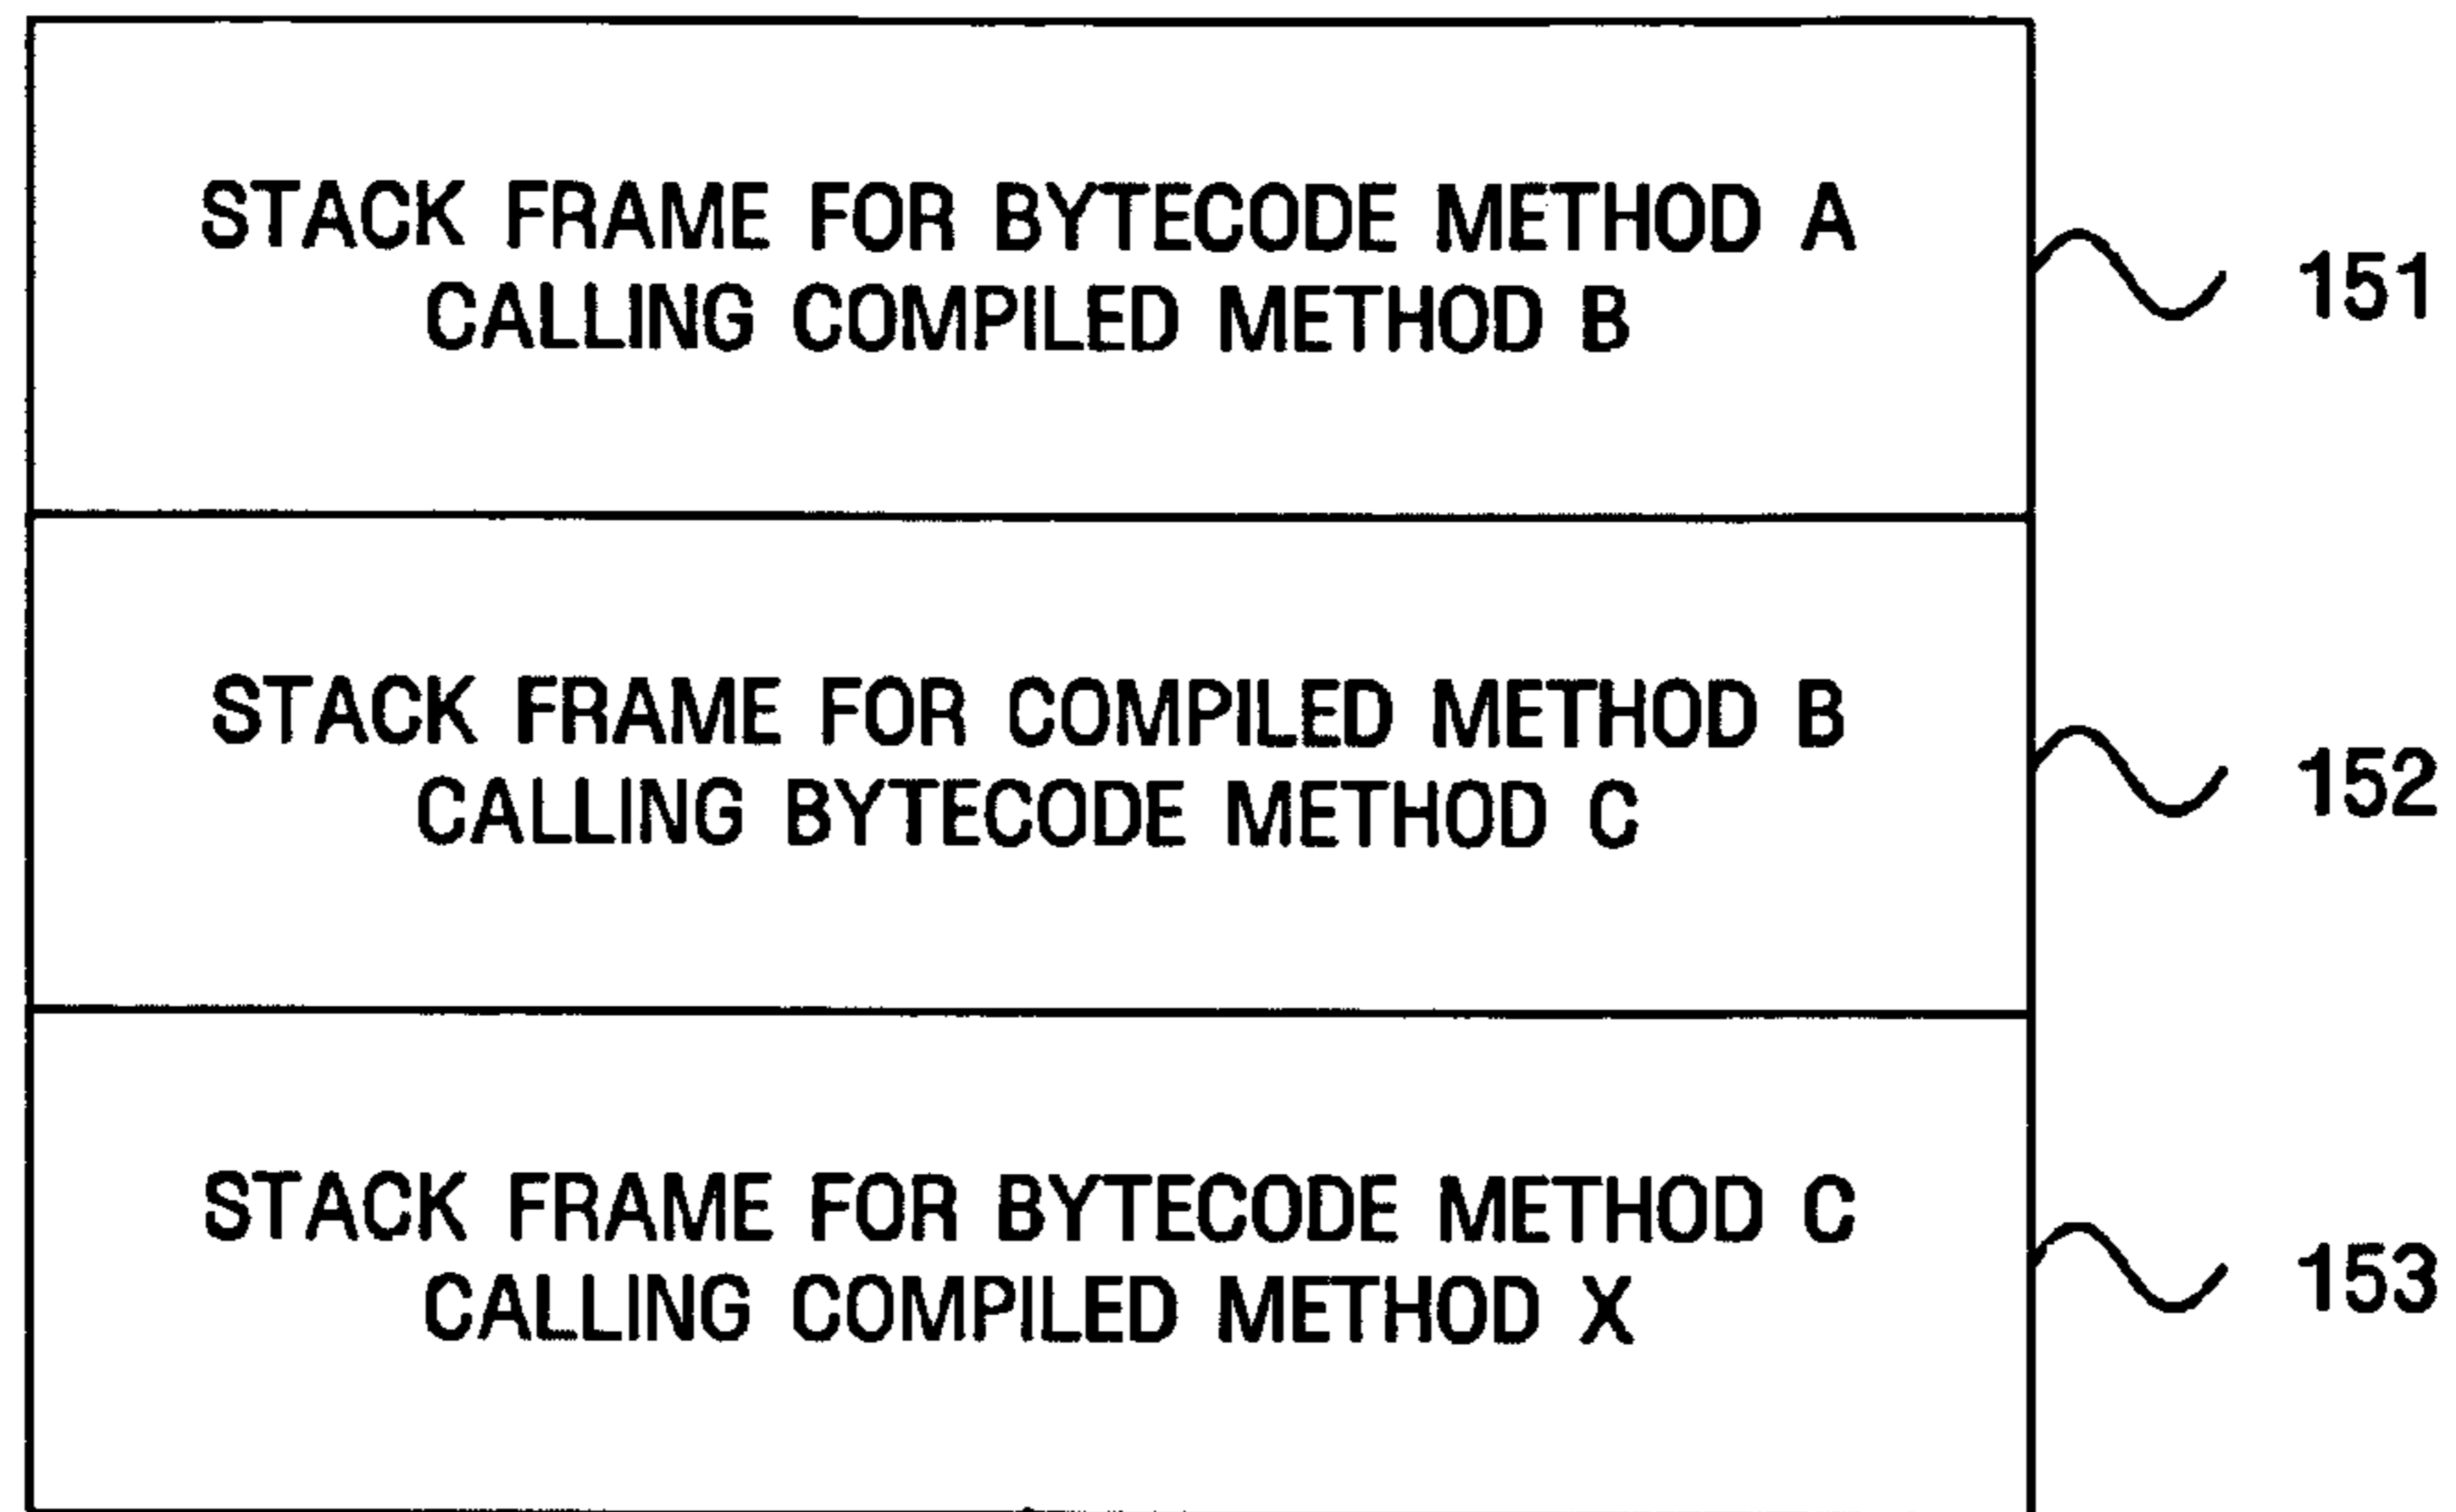 STACK FRAME FOR BYTECODE METHOD A
CALLING COMPILED METHOD B
151
STACK FRAME FOR COMPILED METHOD B
CALLING BYTECODE METHOD C
152
STACK FRAME FOR BYTECODE METHOD C
CALLING COMPILED METHOD X
153